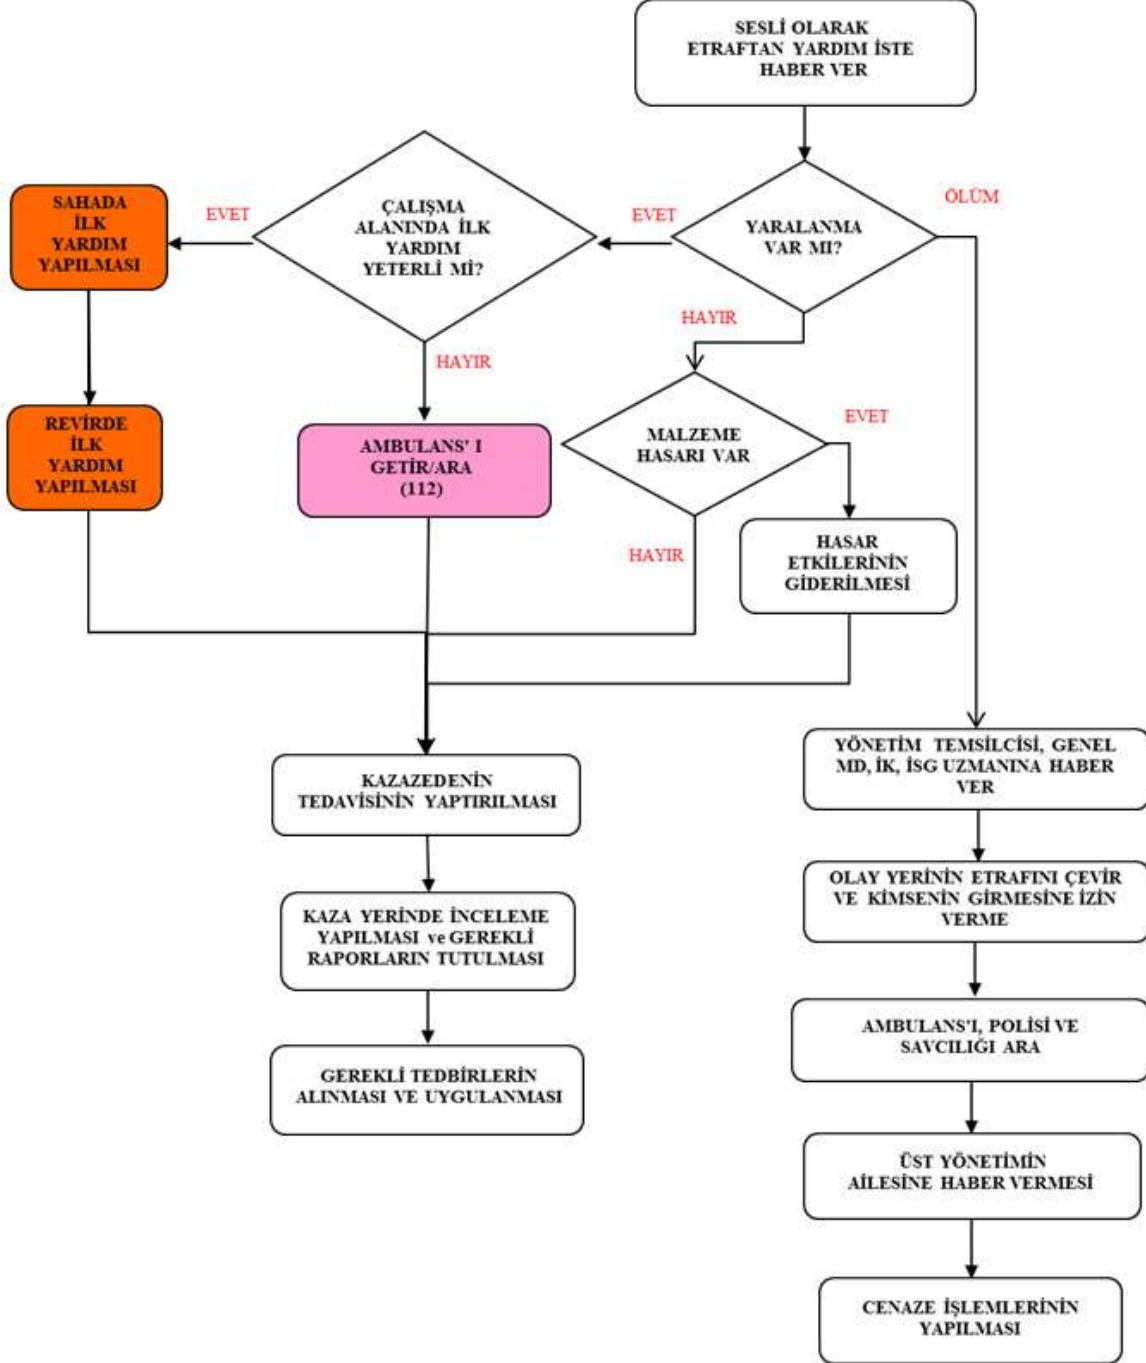 SESLİ OLARAK
ETRAFTAN YARDIM İSTE
HABER VER
ÖLÜM
YARALANMA
VAR MI?
EVET
ÇALIŞMA
ALANINDA İLK
YARDIM
YETERLİ Mİ?
EVET
SAHADA
İLK
YARDIM
YAPILMASI
HAYIR
HAYIR
REVİRDE
İLK
YARDIM
YAPILMASI
AMBULANS' I
GETİR/ARA
(112)
MALZEME
HASARI VAR
EVET
HAYIR
HASAR
ETKİLERİNİN
GİDERİLMESİ
KAZAZEDENİN
TEDAVİSİNİN YAPTIRILMASI
KAZA YERİNDE İNCELEME
YAPILMASI ve GEREKLİ
RAPORLARIN TUTULMASI
GEREKLİ TEDBİRLERİN
ALINMASI VE UYGULANMASI
YÖNETİM TEMSİLCİSİ, GENEL
MD, İK, İSG UZMANINA HABER
VER
OLAY YERİNİN ETRAFINI ÇEVİR
VE KİMSENİN GİRMESİNE İZİN
VERME
AMBULANS'I, POLİSİ VE
SAVCILIĞI ARA
ÜST YÖNETİMİN
AİLESİNE HABER VERMESİ
CENAZE İŞLEMLERİNİN
YAPILMASI